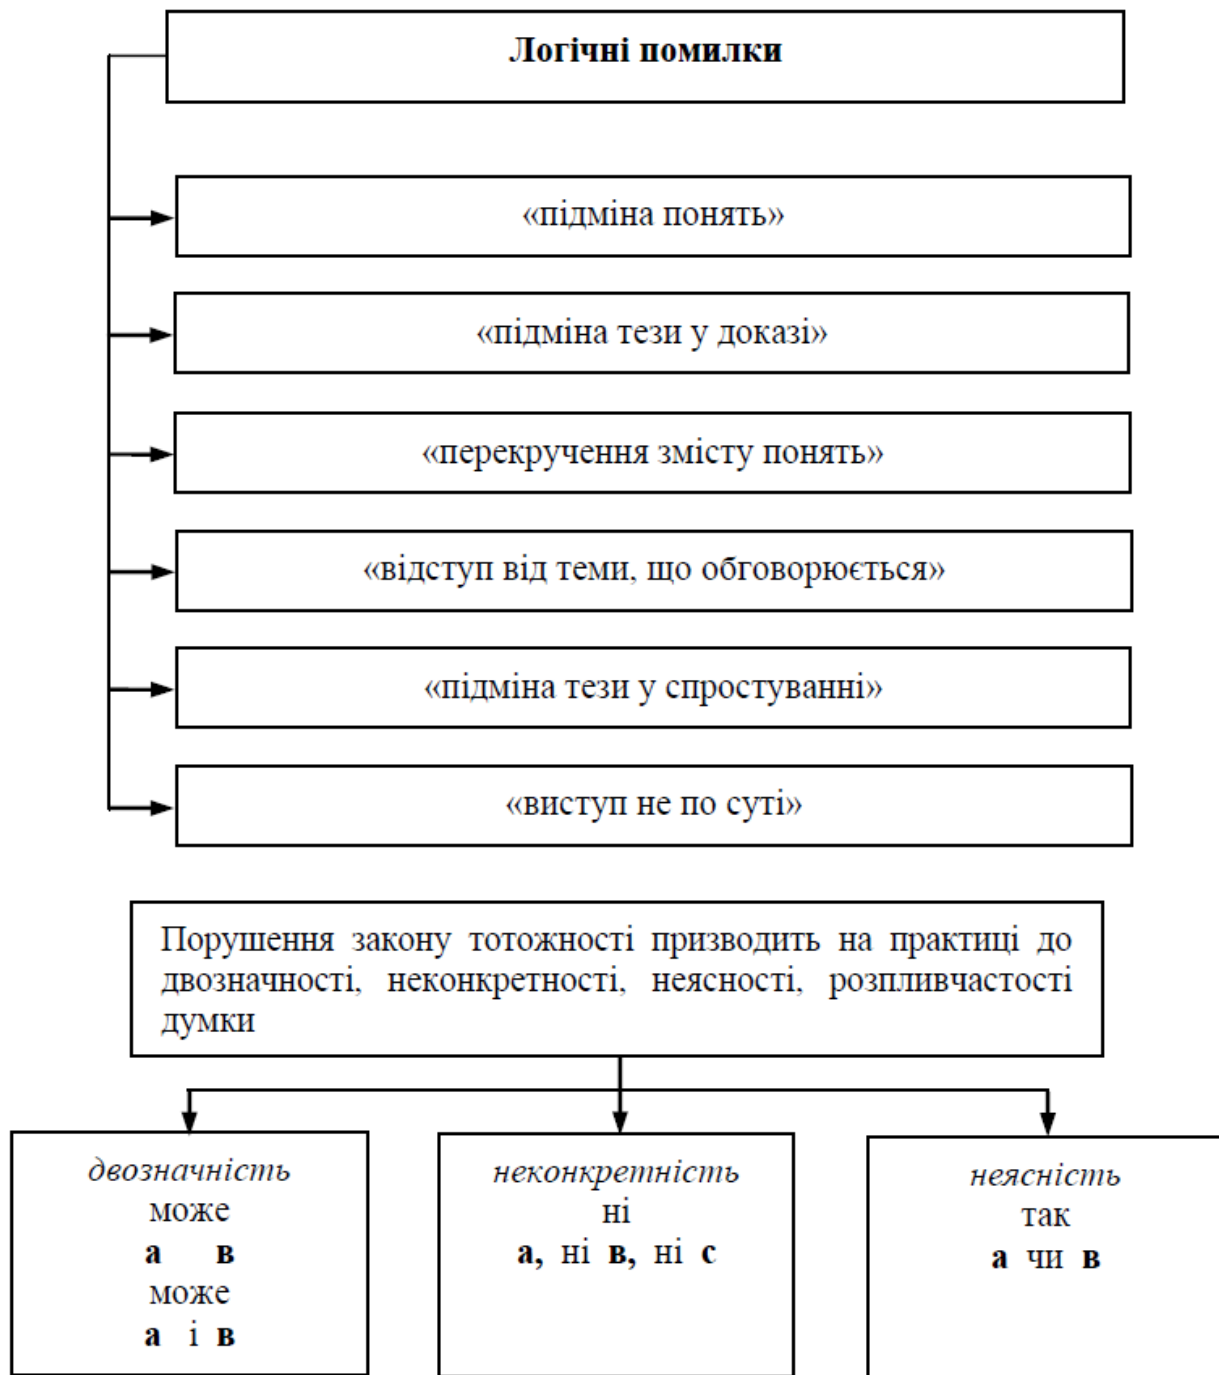 Логічні помилки
«підміна понять»
«підміна тези у доказі»
«перекручення змісту понять»
«відступ від теми, що обговорюється»
«підміна тези у спростуванні»
«виступ не по суті»
Порушення закону тотожності призводить на практиці до
двозначності, неконкретності, неясності, розпливчастості
думки
двозначність
може
а в
може
а і в
неконкретність
ні
а, ні в, ні с
неясність
так
а чи в